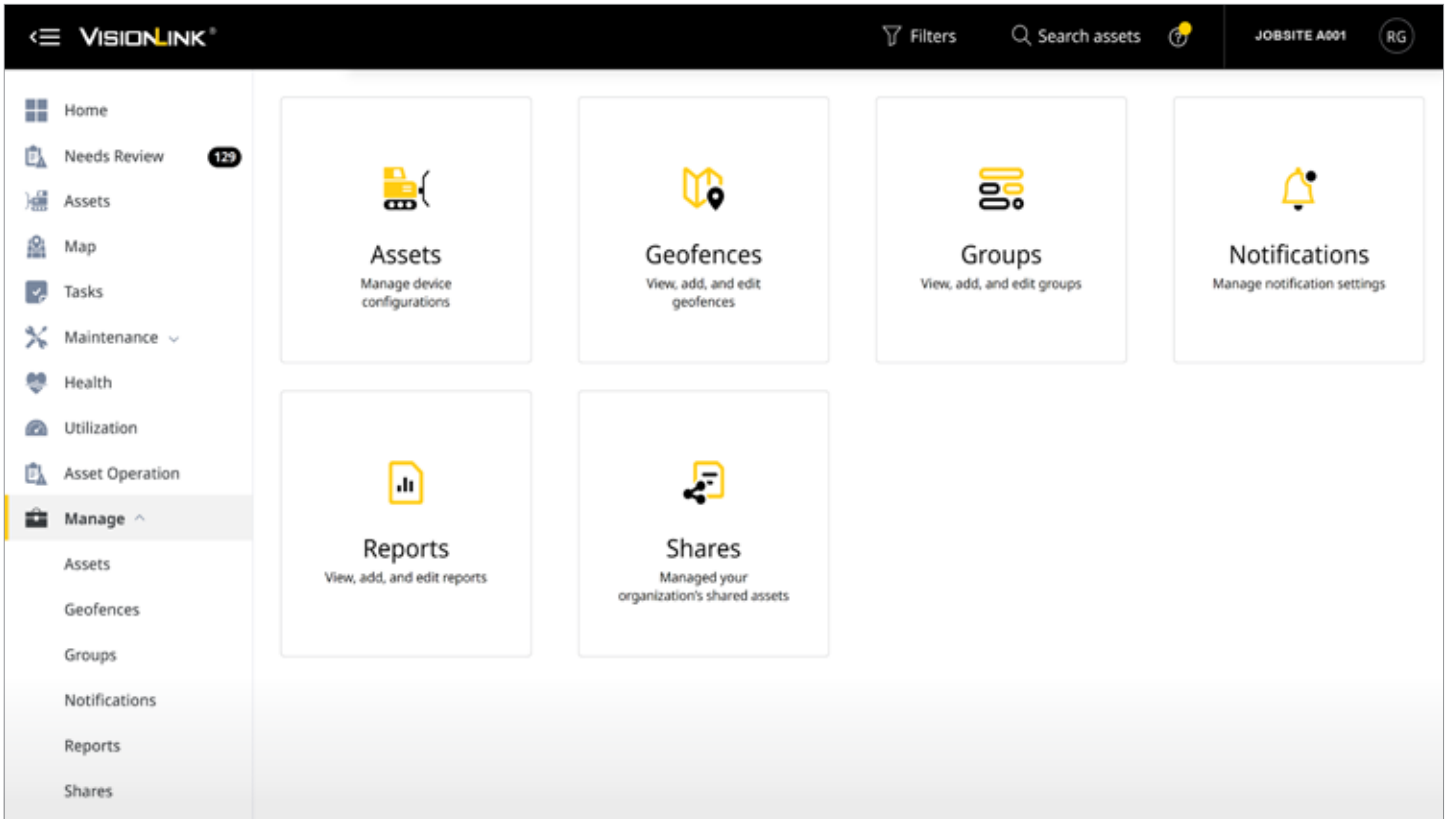 VISIONLINK®
Filters
Search assets
JOBSITE A001
RG
Home
Needs Review 129
Assets
Map
Tasks
Maintenance
Health
Utilization
Asset Operation
Manage
Assets
Geofences
Groups
Notifications
Reports
Shares
Assets
Manage device
configurations
Geofences
View, add, and edit
geofences
Groups
View, add, and edit groups
Notifications
Manage notification settings
Reports
View, add, and edit reports
Shares
Managed your
organization's shared assets